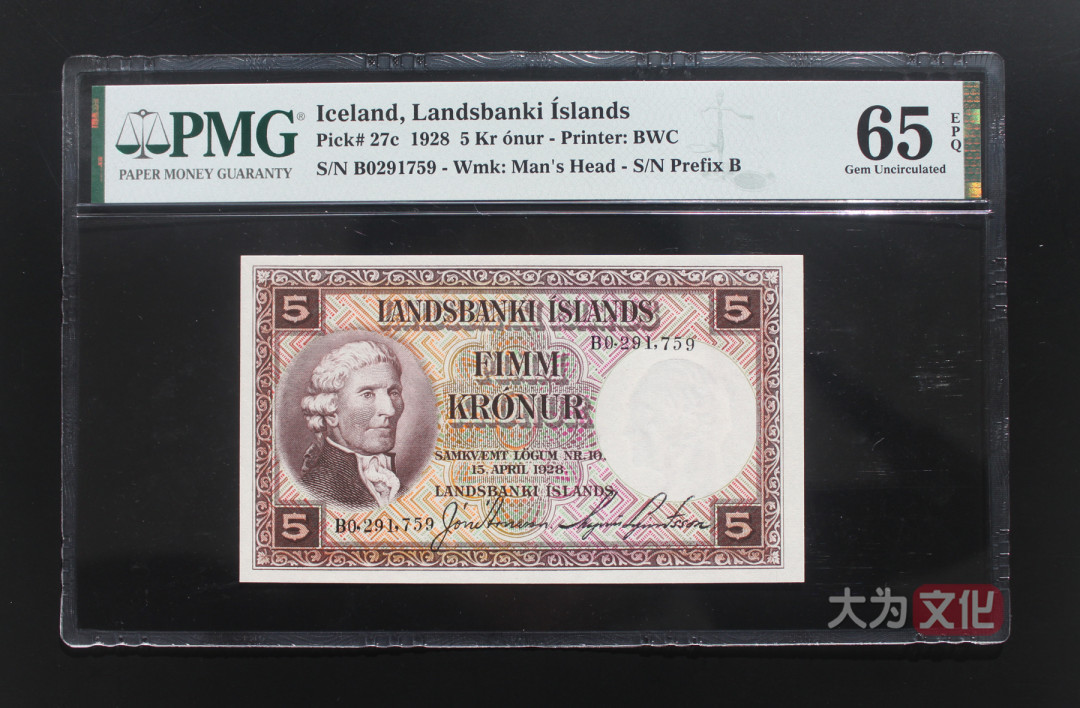 PMG®
PAPER MONEY GUARANTY
Iceland, Landsbanki Íslands
Pick# 27c 1928 5 Kr ónur - Printer: BWC
S/N B0291759 - Wmk: Man's Head - S/N Prefix B
65 EPQ
Gem Uncirculated
5 5
LANDSBANKI ÍSLANDS
B0·291,759
FIMM
KRÓNUR
SAMKVÆMT LÖGUM NR. 10.
15. APRIL 1928.
LANDSBANKI ÍSLANDS,
B0·291,759
5 5
大为文化